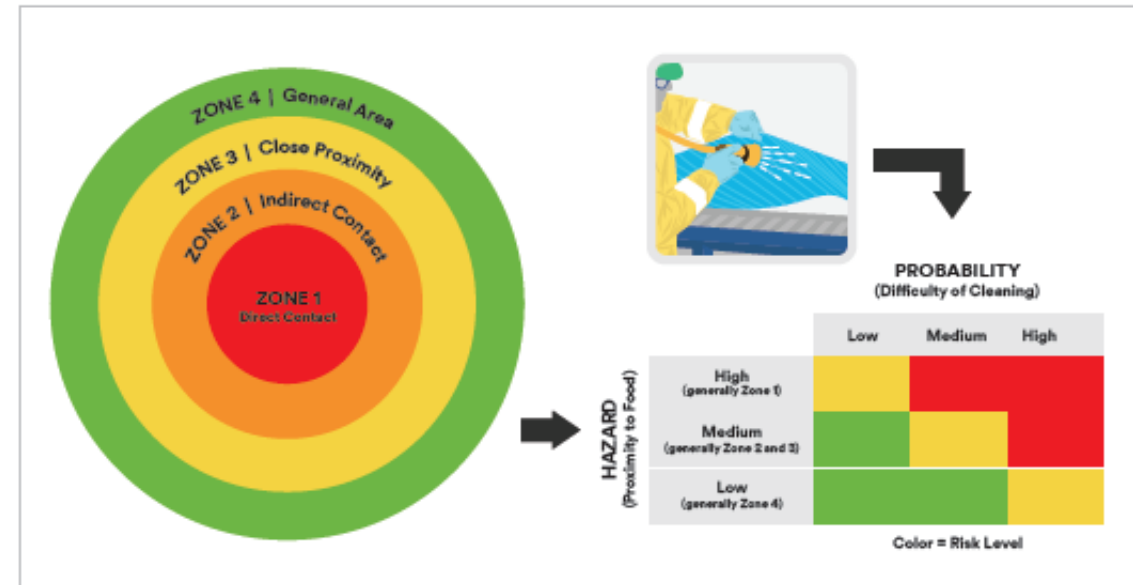 ZONE 4 | General Area
ZONE 3 | Close Proximity
ZONE 2 | Indirect Contact
ZONE 1
Direct Contact
PROBABILITY
(Difficulty of Cleaning)
Low Medium High
HAZARD
(Proximity to Food)
High
(generally Zone 1)
Medium
(generally Zone 2 and 3)
Low
(generally Zone 4)
Color = Risk Level